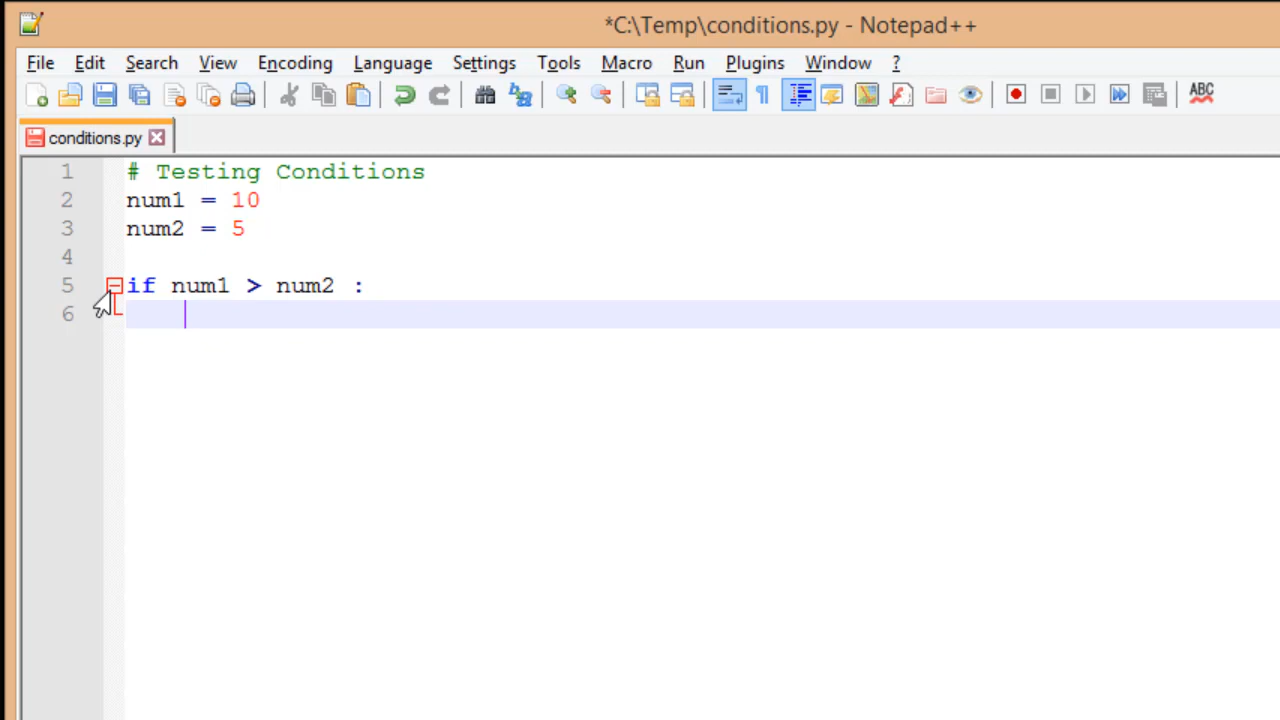 *C:\Temp\conditions.py - Notepad++
File Edit Search View Encoding Language Settings Tools Macro Run Plugins Window ?
ABC
conditions.py
1 # Testing Conditions
2 num1 = 10
3 num2 = 5
4
5 if num1 > num2 :
6